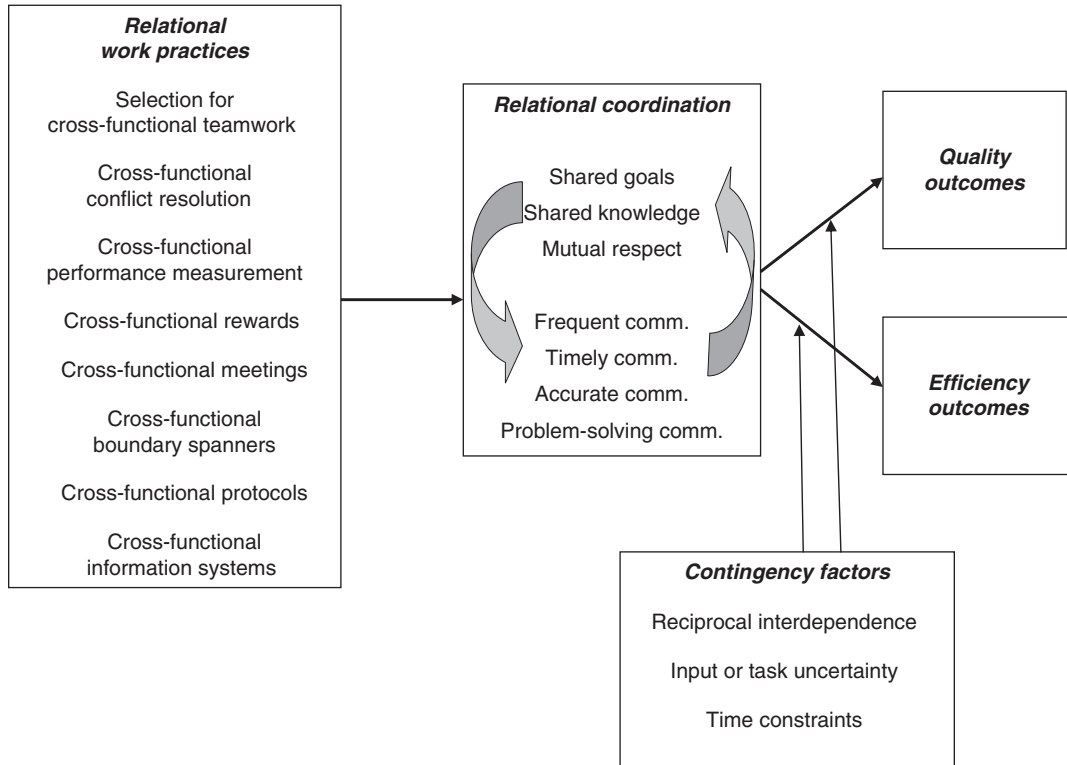 Relational
work practices
Selection for
cross-functional teamwork
Cross-functional
conflict resolution
Cross-functional
performance measurement
Cross-functional rewards
Cross-functional meetings
Cross-functional
boundary spanners
Cross-functional protocols
Cross-functional
information systems
Relational coordination
Shared goals
Shared knowledge
Mutual respect
Frequent comm.
Timely comm.
Accurate comm.
Problem-solving comm.
Quality
outcomes
Efficiency
outcomes
Contingency factors
Reciprocal interdependence
Input or task uncertainty
Time constraints